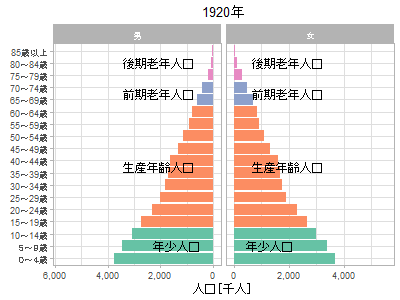 1920年
男 女
85歳以上
80～84歳 後期老年人口 後期老年人口
75～79歳
70～74歳
65～69歳 前期老年人口 前期老年人口
60～64歳
55～59歳
50～54歳
45～49歳
40～44歳
35～39歳 生産年齢人口 生産年齢人口
30～34歳
25～29歳
20～24歳
15～19歳
10～14歳
5～9歳 年少人口 年少人口
0～4歳
6,000 4,000 2,000 0 0 2,000 4,000
人口[千人]